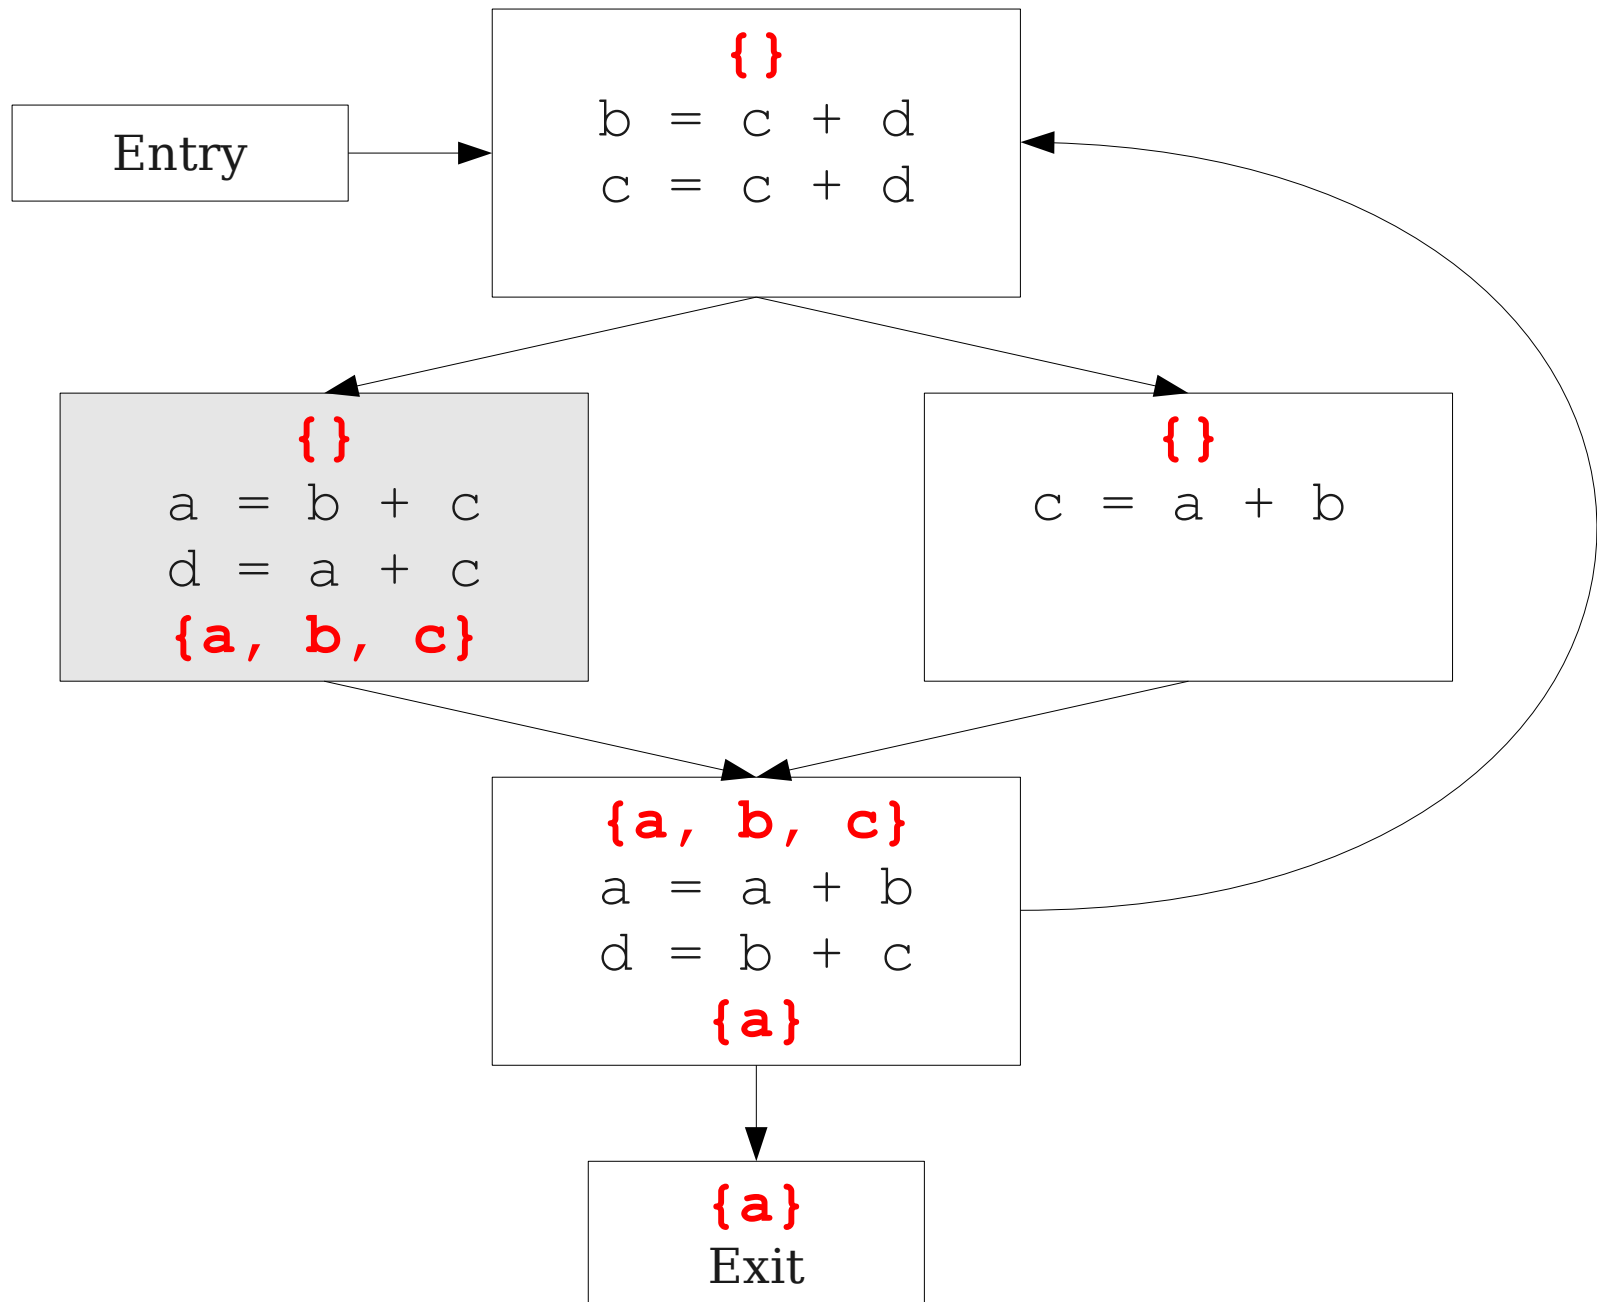 {}
b = c + d
c = c + d
Entry
{}
a = b + c
d = a + c
{a, b, c}
{}
c = a + b
{a, b, c}
a = a + b
d = b + c
{a}
{a}
Exit